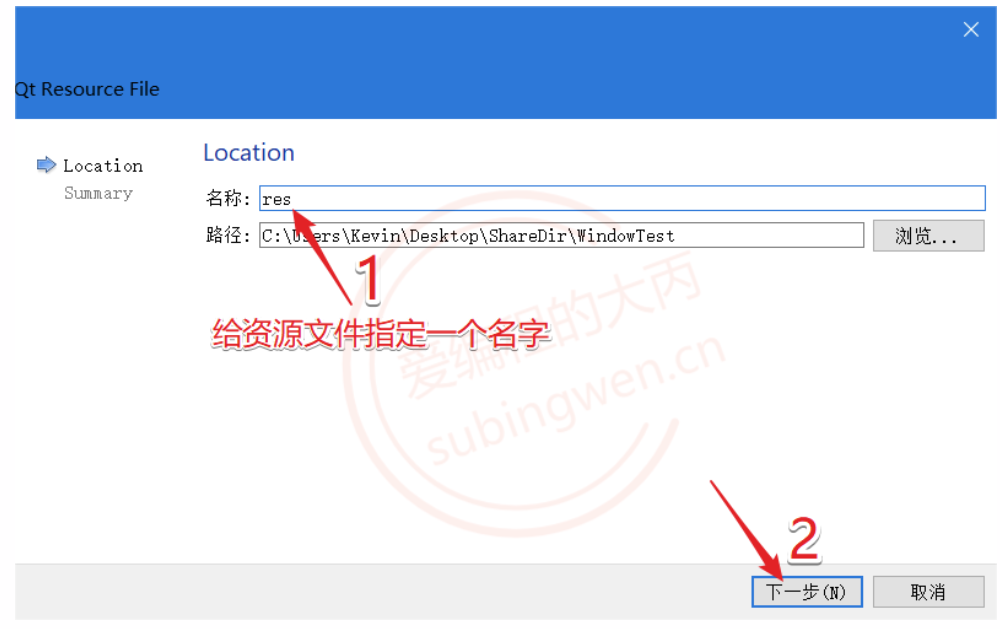 Qt Resource File
Location
Summary
Location
名称: res
路径: C:\Users\Kevin\Desktop\ShareDir\WindowTest
浏览...
1
给资源文件指定一个名字
爱编程的大丙
subingwen.cn
2
下一步(N)
取消